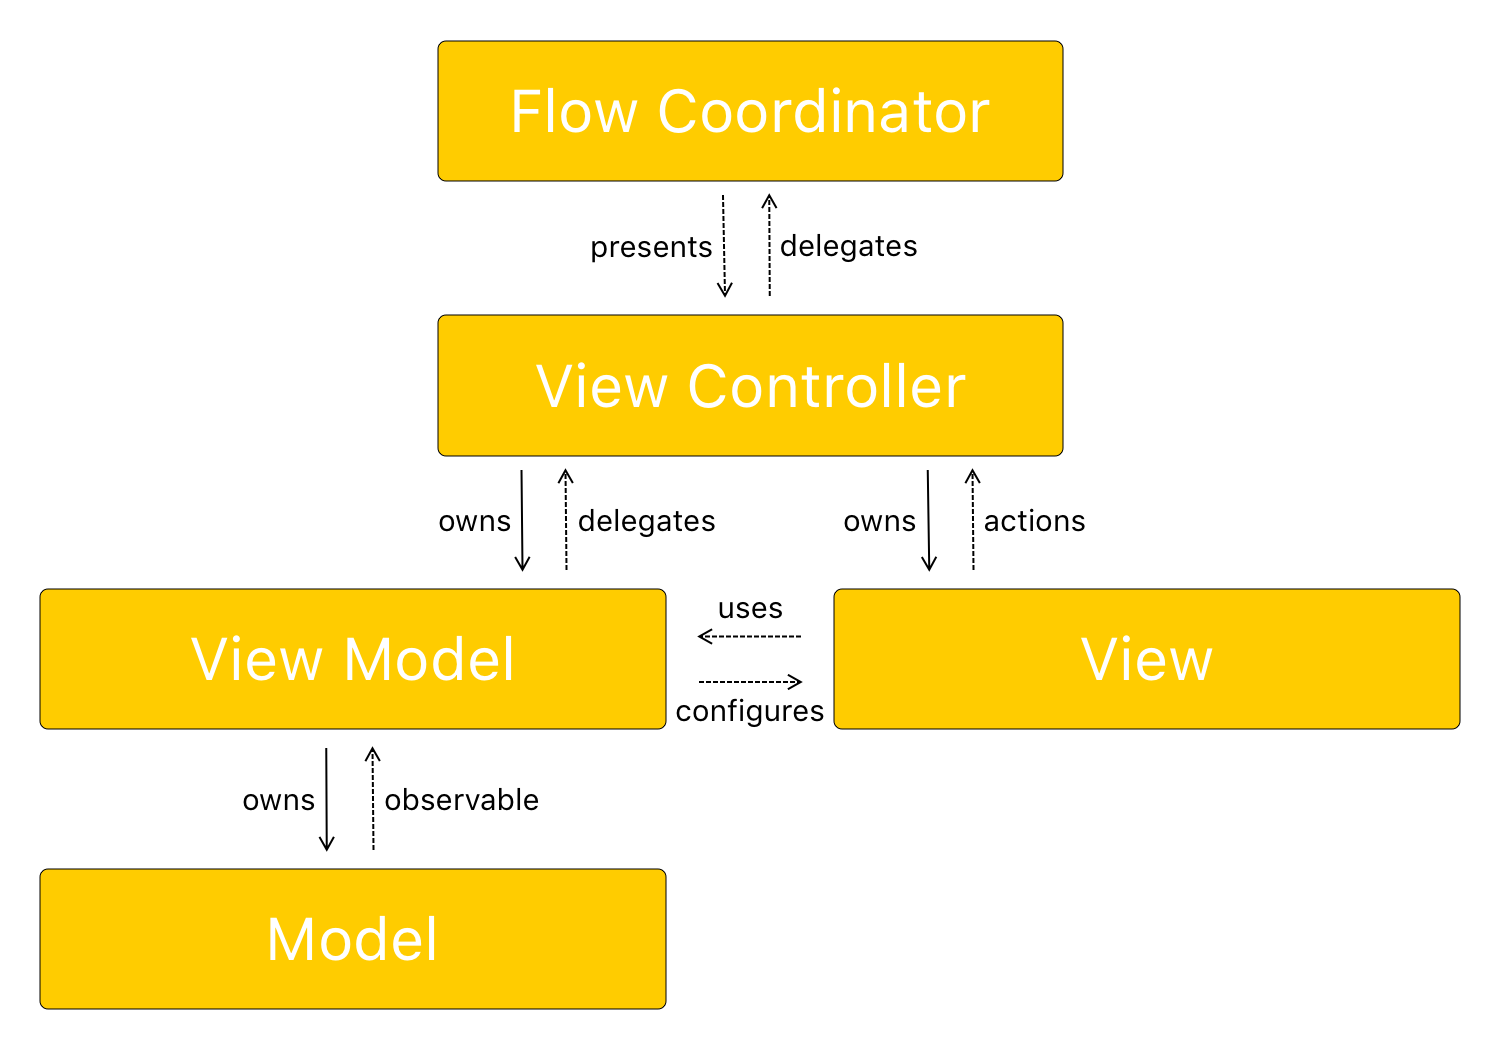 Flow Coordinator
presents
delegates
View Controller
owns
delegates
owns
actions
View Model
uses
configures
View
owns
observable
Model